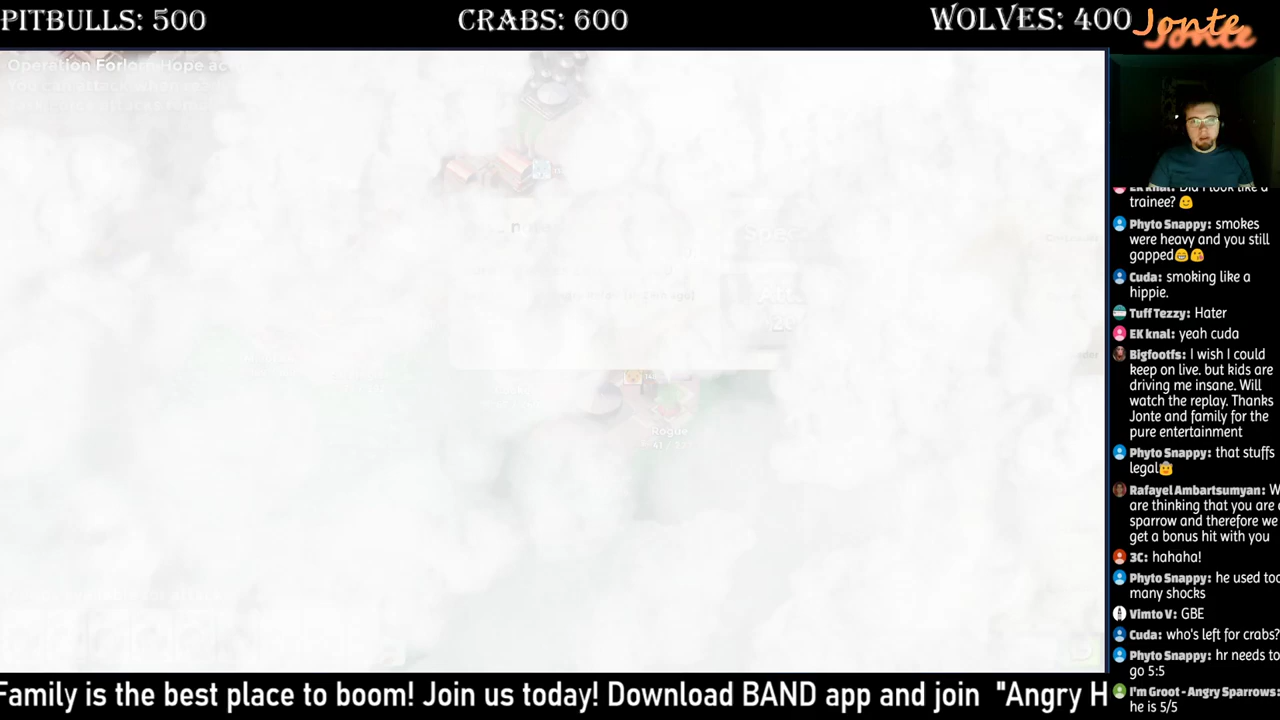 PITBULLS: 500
CRABS: 600
WOLVES: 400
Jonte
Operation Forlorn Hope ac
Rogue
trainee? 🙂
Phyto Snappy: smokes
were heavy and you still
gapped😁😘
Cuda: smoking like a
hippie.
Tuff Tezzy: Hater
EK knal: yeah cuda
Bigfootfs: I wish I could
keep on live. but kids are
driving me insane. Will
watch the replay. Thanks
Jonte and family for the
pure entertainment
Phyto Snappy: that stuffs
legal🤠
Rafayel Ambartsumyan: W
are thinking that you are a
sparrow and therefore we
get a bonus hit with you
3C: hahaha!
Phyto Snappy: he used too
many shocks
Vimto V: GBE
Cuda: who's left for crabs?
Phyto Snappy: hr needs to
go 5:5
I'm Groot - Angry Sparrows:
he is 5/5
Family is the best place to boom! Join us today! Download BAND app and join "Angry H